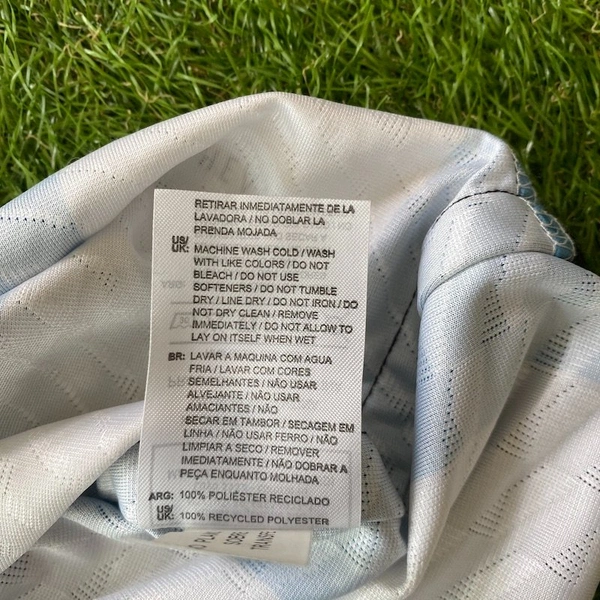 RETIRAR INMEDIATAMENTE DE LA
LAVADORA / NO DOBLAR LA
PRENDA MOJADA
US/
UK: MACHINE WASH COLD / WASH
WITH LIKE COLORS / DO NOT
BLEACH / DO NOT USE
SOFTENERS / DO NOT TUMBLE
DRY / LINE DRY / DO NOT IRON / DO
NOT DRY CLEAN / REMOVE
IMMEDIATELY / DO NOT ALLOW TO
LAY ON ITSELF WHEN WET
BR: LAVAR A MAQUINA COM AGUA
FRIA / LAVAR COM CORES
SEMELHANTES / NÃO USAR
ALVEJANTE / NÃO USAR
AMACIANTES / NÃO
SECAR EM TAMBOR / SECAGEM EM
LINHA / NÃO USAR FERRO / NÃO
LIMPIAR A SECO / REMOVER
IMEDIATAMENTE / NÃO DOBRAR A
PEÇA ENQUANTO MOLHADA
ARG: 100% POLIÉSTER RECICLADO
US/
UK: 100% RECYCLED POLYESTER